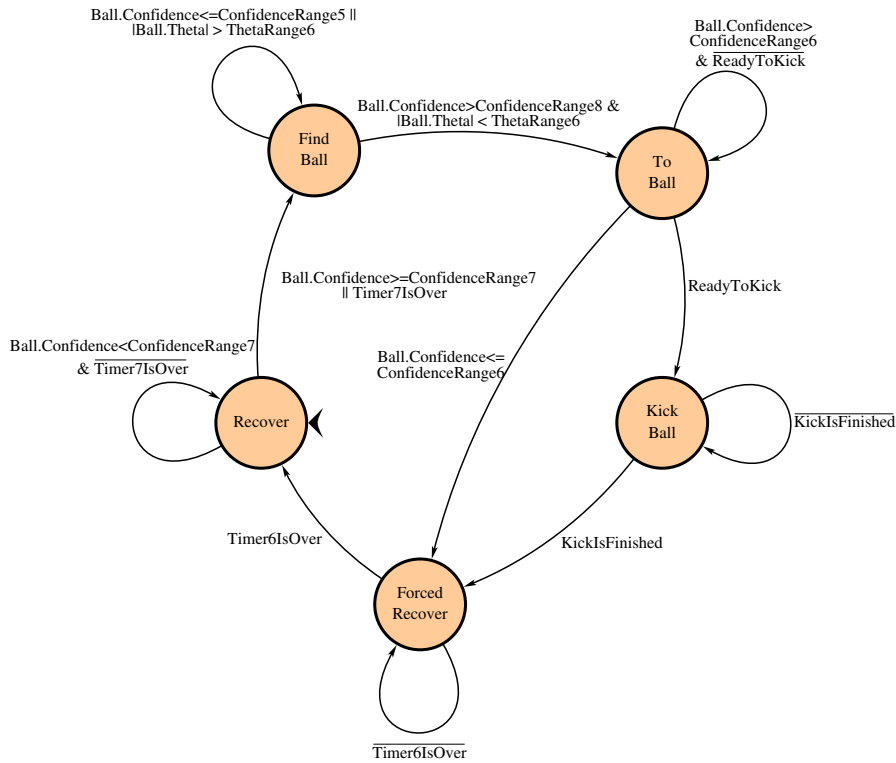 Ball.Confidence<=ConfidenceRange5 ||
|Ball.Theta| > ThetaRange6
Ball.Confidence>
ConfidenceRange6
& ReadyToKick
Ball.Confidence>ConfidenceRange8 &
|Ball.Theta| < ThetaRange6
Find
Ball
To
Ball
Ball.Confidence>=ConfidenceRange7
|| Timer7IsOver
ReadyToKick
Ball.Confidence<ConfidenceRange7
& Timer7IsOver
Ball.Confidence<=
ConfidenceRange6
Recover
Kick
Ball
KickIsFinished
Timer6IsOver
KickIsFinished
Forced
Recover
Timer6IsOver